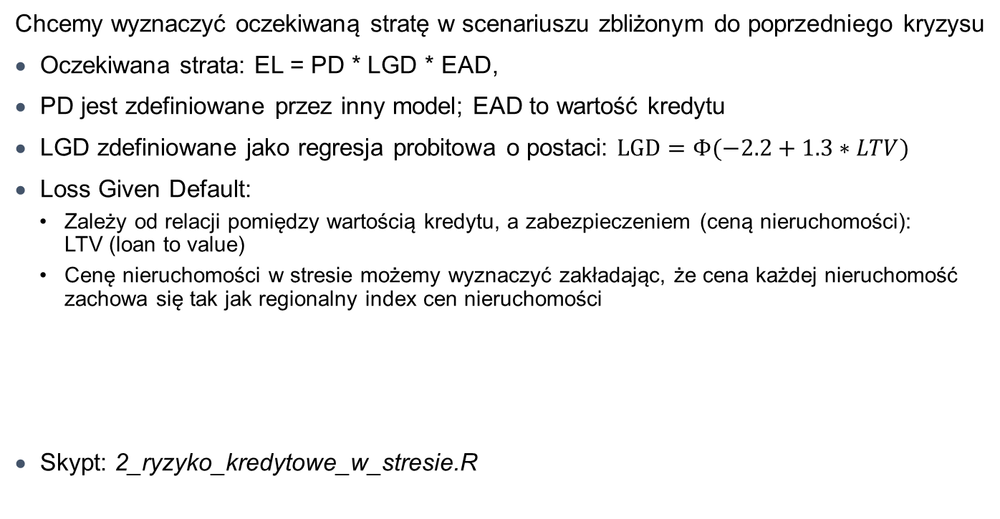 Chcemy wyznaczyć oczekiwaną stratę w scenariuszu zbliżonym do poprzedniego kryzysu
• Oczekiwana strata: EL = PD * LGD * EAD,
• PD jest zdefiniowane przez inny model; EAD to wartość kredytu
• LGD zdefiniowane jako regresja probitowa o postaci: LGD = Φ(−2.2 + 1.3 ∗ LTV)
• Loss Given Default:
• Zależy od relacji pomiędzy wartością kredytu, a zabezpieczeniem (ceną nieruchomości):
LTV (loan to value)
• Cenę nieruchomości w stresie możemy wyznaczyć zakładając, że cena każdej nieruchomość
zachowa się tak jak regionalny index cen nieruchomości
• Skypt: 2_ryzyko_kredytowe_w_stresie.R